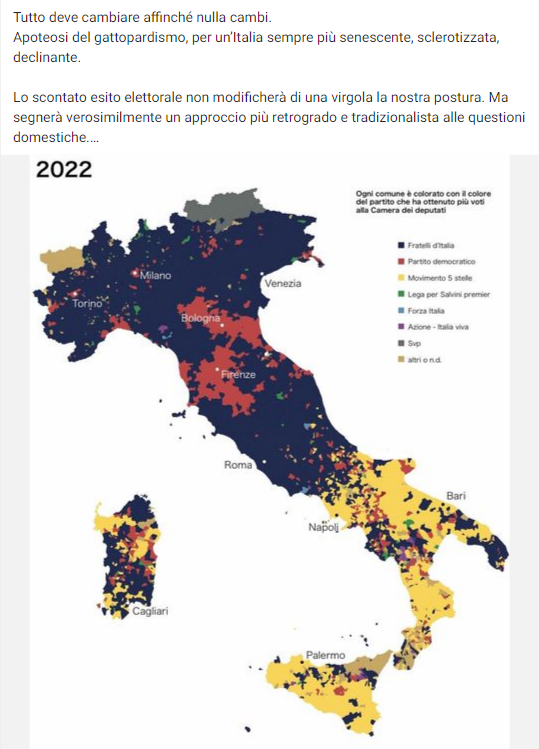 Tutto deve cambiare affinché nulla cambi.
Apoteosi del gattopardismo, per un'Italia sempre più senescente, sclerotizzata,
declinante.
Lo scontato esito elettorale non modificherà di una virgola la nostra postura. Ma
segnerà verosimilmente un approccio più retrogrado e tradizionalista alle questioni
domestiche....
2022
Ogni comune è colorato con il colore
del partito che ha ottenuto più voti
alla Camera dei deputati
Fratelli d'Italia
Partito democratico
Movimento 5 stelle
Lega per Salvini premier
Forza Italia
Azione - Italia viva
Svp
altri o n.d.
Milano
Venezia
Torino
Bologna
Firenze
Roma
Bari
Napoli
Cagliari
Palermo